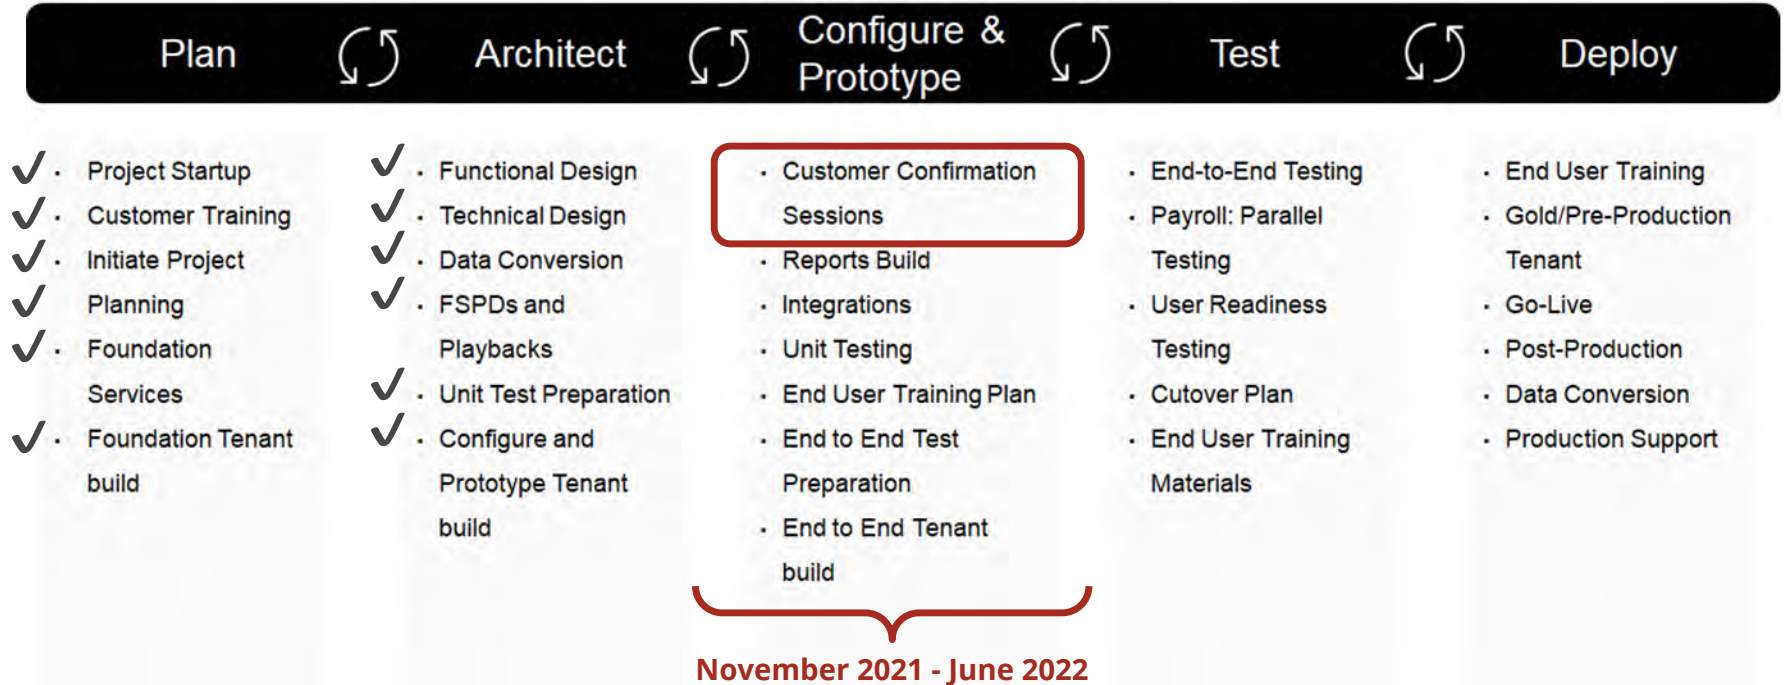 Plan
Architect
Configure &
Prototype
Test
Deploy
✓ · Project Startup
✓ · Customer Training
✓ · Initiate Project
✓ · Planning
✓ · Foundation
Services
✓ · Foundation Tenant
build
✓ · Functional Design
✓ · Technical Design
✓ · Data Conversion
✓ · FSPDs and
Playbacks
✓ · Unit Test Preparation
✓ · Configure and
Prototype Tenant
build
· Customer Confirmation
Sessions
· Reports Build
· Integrations
· Unit Testing
· End User Training Plan
· End to End Test
Preparation
· End to End Tenant
build
November 2021 - June 2022
· End-to-End Testing
· Payroll: Parallel
Testing
· User Readiness
Testing
· Cutover Plan
· End User Training
Materials
· End User Training
· Gold/Pre-Production
Tenant
· Go-Live
· Post-Production
· Data Conversion
· Production Support